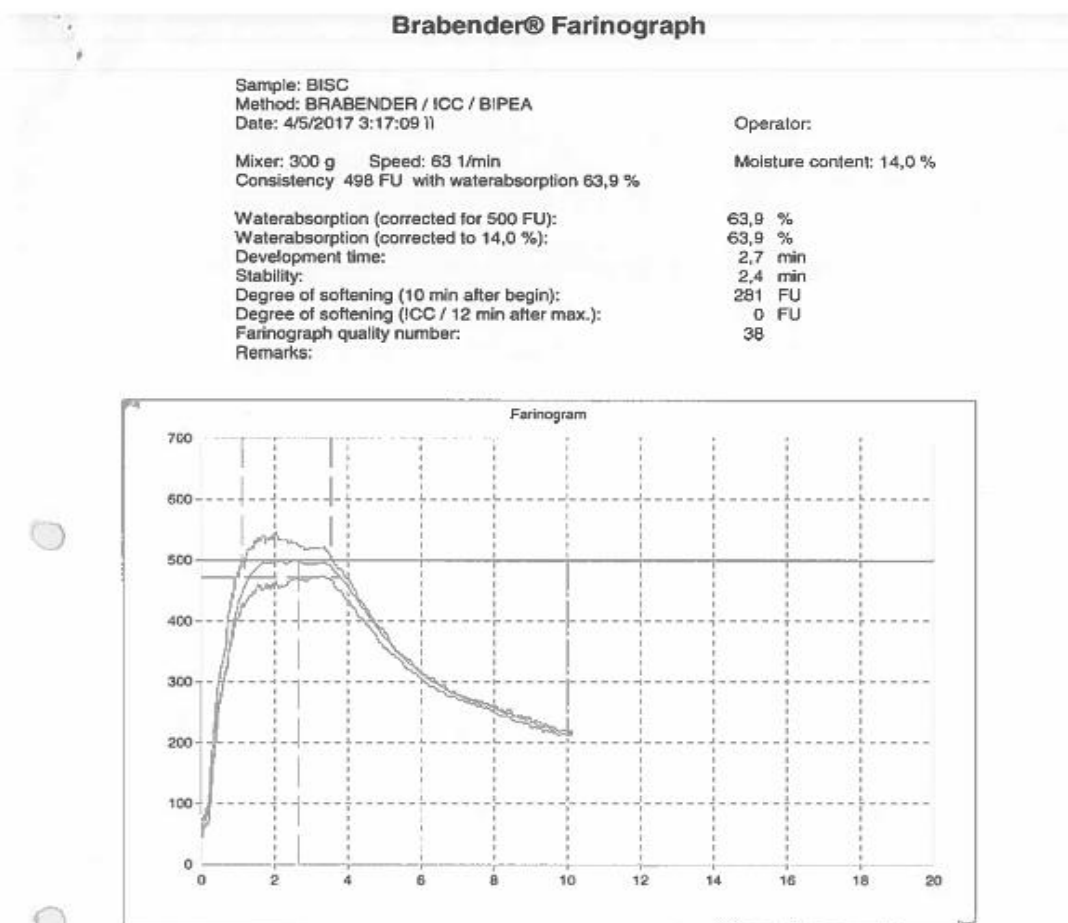 Brabender® Farinograph
Sample: BISC
Method: BRABENDER / ICC / BIPEA
Date: 4/5/2017 3:17:09
Operator:
Mixer: 300 g Speed: 63 1/min
Moisture content: 14,0 %
Consistency 498 FU with waterabsorption 63,9 %
Waterabsorption (corrected for 500 FU): 63,9 %
Waterabsorption (corrected to 14,0 %): 63,9 %
Development time: 2,7 min
Stability: 2,4 min
Degree of softening (10 min after begin): 281 FU
Degree of softening (ICC / 12 min after max.): 0 FU
Farinograph quality number: 38
Remarks:
Farinogram
700
600
500
400
300
200
100
0
0 2 4 6 8 10 12 14 16 18 20